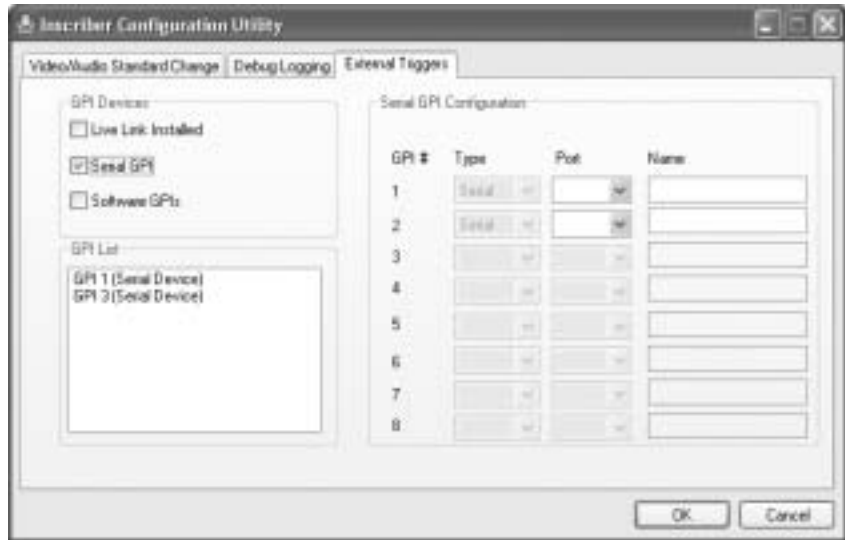 Inscriber Configuration Utility
Video/Audio Standard Change Debug Logging External Triggers
GPI Devices
Live Link Installed
Serial GPI
Software GPIs
GPI List
GPI 1 (Serial Device)
GPI 3 (Serial Device)
Serial GPI Configuration
GPI # Type Port Name
1 Serial
2 Serial
3
4
5
6
7
8
OK Cancel